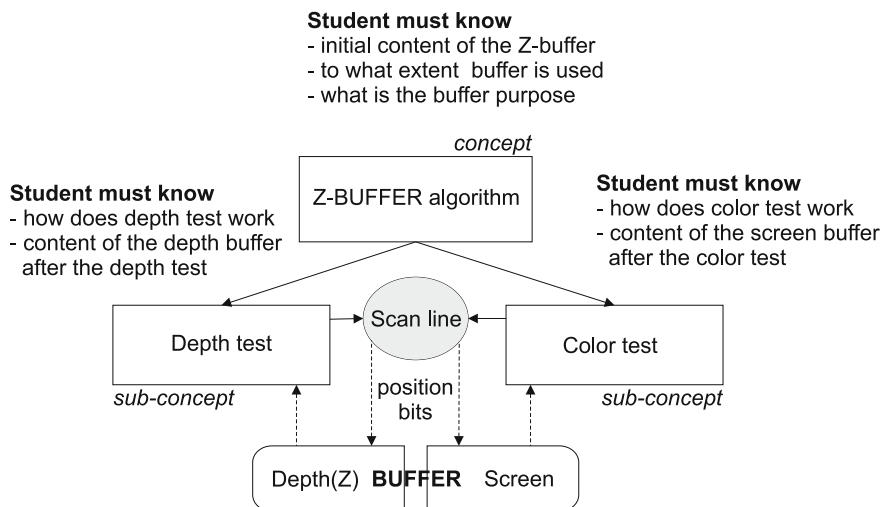 Student must know
- initial content of the Z-buffer
- to what extent buffer is used
- what is the buffer purpose
concept
Z-BUFFER algorithm
Student must know
- how does depth test work
- content of the depth buffer
after the depth test
Student must know
- how does color test work
- content of the screen buffer
after the color test
Depth test
sub-concept
Scan line
Color test
sub-concept
position
bits
Depth(Z) BUFFER Screen